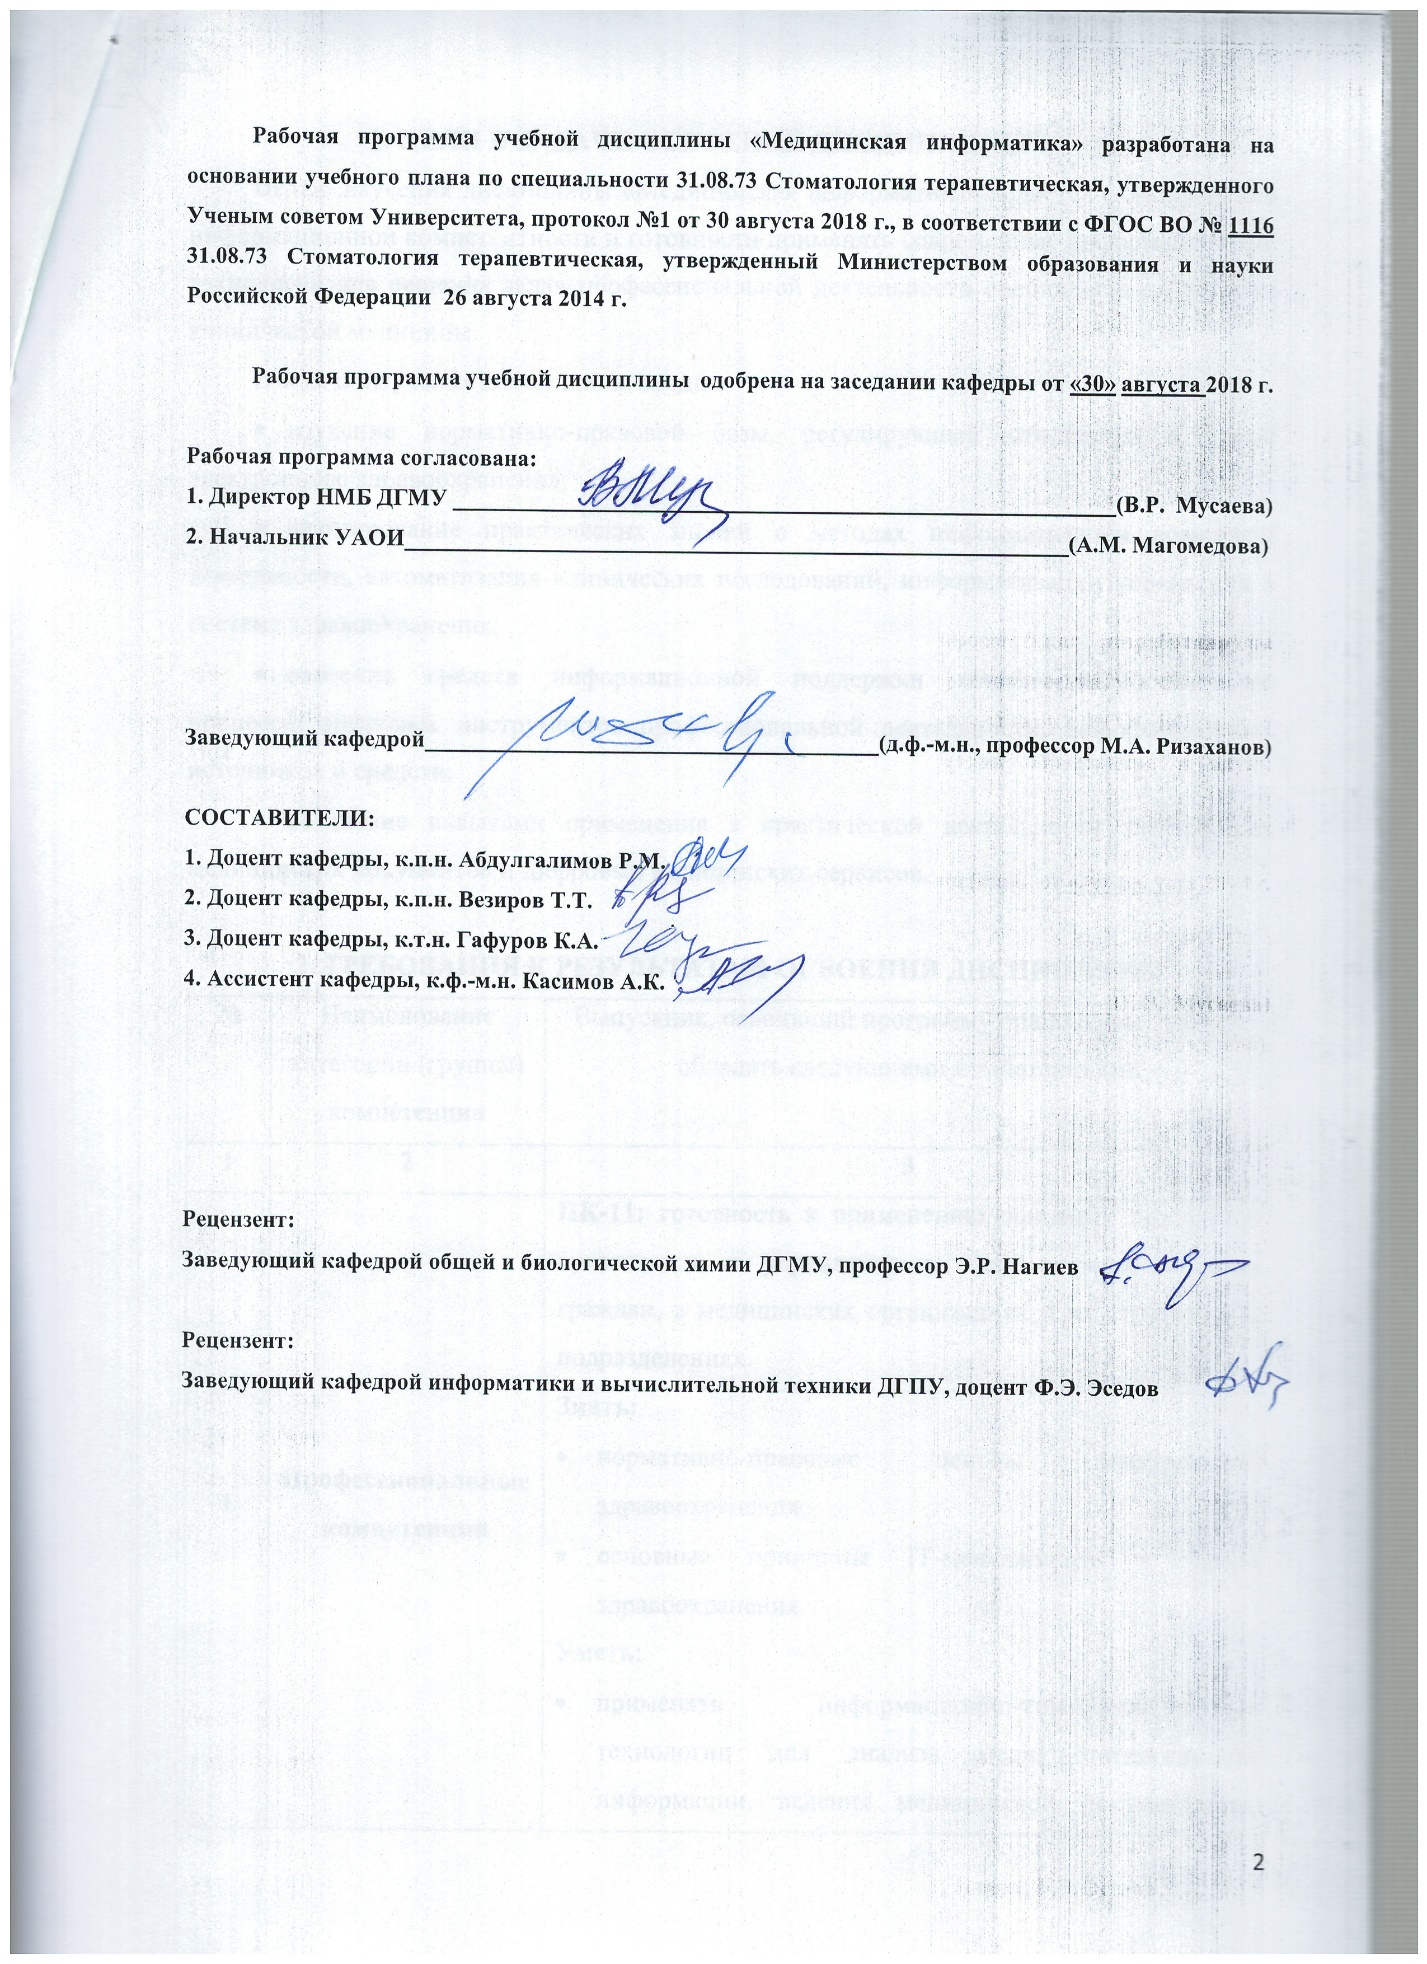 Рабочая программа учебной дисциплины «Медицинская информатика» разработана на
основании учебного плана по специальности 31.08.73 Стоматология терапевтическая, утвержденного
Ученым советом Университета, протокол №1 от 30 августа 2018 г., в соответствии с ФГОС ВО № 1116
31.08.73 Стоматология терапевтическая, утвержденный Министерством образования и науки
Российской Федерации 26 августа 2014 г.
Рабочая программа учебной дисциплины одобрена на заседании кафедры от «30» августа 2018 г.
Рабочая программа согласована:
1. Директор НМБ ДГМУ (В.Р. Мусаева)
2. Начальник УАОИ (А.М. Магомедова)
Заведующий кафедрой (д.ф.-м.н., профессор М.А. Ризаханов)
СОСТАВИТЕЛИ:
1. Доцент кафедры, к.п.н. Абдулгалимов Р.М.
2. Доцент кафедры, к.п.н. Везиров Т.Т.
3. Доцент кафедры, к.т.н. Гафуров К.А.
4. Ассистент кафедры, к.ф.-м.н. Касимов А.К.
Рецензент:
Заведующий кафедрой общей и биологической химии ДГМУ, профессор Э.Р. Нагиев
Рецензент:
Заведующий кафедрой информатики и вычислительной техники ДГПУ, доцент Ф.Э. Эседов
2